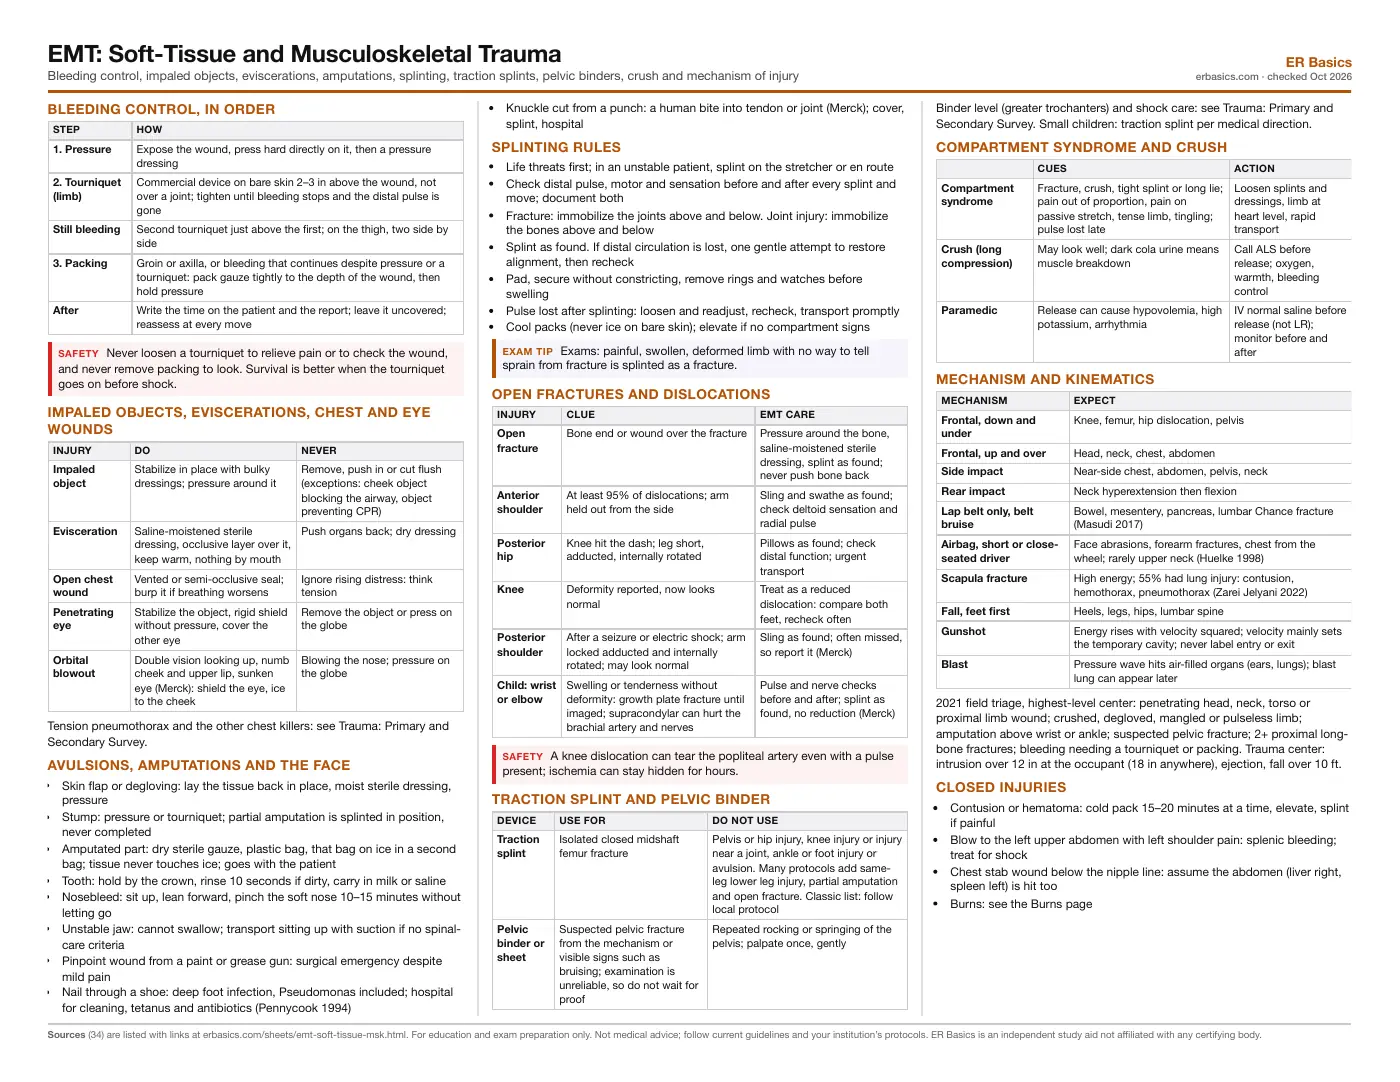 EMT: Soft-Tissue and Musculoskeletal Trauma
Bleeding control, impaled objects, eviscerations, amputations, splinting, traction splints, pelvic binders, crush and mechanism of injury
ER Basics
erbasics.com · checked Oct 2026
BLEEDING CONTROL, IN ORDER
STEP HOW
1. Pressure Expose the wound, press hard directly on it, then a pressure
dressing
2. Tourniquet Commercial device on bare skin 2–3 in above the wound, not
(limb) over a joint; tighten until bleeding stops and the distal pulse is
gone
Still bleeding Second tourniquet just above the first; on the thigh, two side by
side
3. Packing Groin or axilla, or bleeding that continues despite pressure or a
tourniquet: pack gauze tightly to the depth of the wound, then
hold pressure
After Write the time on the patient and the report; leave it uncovered;
reassess at every move
SAFETY Never loosen a tourniquet to relieve pain or to check the wound,
and never remove packing to look. Survival is better when the tourniquet
goes on before shock.
IMPALED OBJECTS, EVISCERATIONS, CHEST AND EYE
WOUNDS
INJURY DO NEVER
Impaled Stabilize in place with bulky Remove, push in or cut flush
object dressings; pressure around it (exceptions: cheek object
blocking the airway, object
preventing CPR)
Evisceration Saline-moistened sterile Push organs back; dry dressing
dressing, occlusive layer over it,
keep warm, nothing by mouth
Open chest Vented or semi-occlusive seal; Ignore rising distress: think
wound burp it if breathing worsens tension
Penetrating Stabilize the object, rigid shield Remove the object or press on
eye without pressure, cover the the globe
other eye
Orbital Double vision looking up, numb Blowing the nose; pressure on
blowout cheek and upper lip, sunken the globe
eye (Merck): shield the eye, ice
to the cheek
Tension pneumothorax and the other chest killers: see Trauma: Primary and
Secondary Survey.
AVULSIONS, AMPUTATIONS AND THE FACE
• Skin flap or degloving: lay the tissue back in place, moist sterile dressing,
pressure
• Stump: pressure or tourniquet; partial amputation is splinted in position,
never completed
• Amputated part: dry sterile gauze, plastic bag, that bag on ice in a second
bag; tissue never touches ice; goes with the patient
• Tooth: hold by the crown, rinse 10 seconds if dirty, carry in milk or saline
• Nosebleed: sit up, lean forward, pinch the soft nose 10–15 minutes without
letting go
• Unstable jaw: cannot swallow; transport sitting up with suction if no spinal-
care criteria
• Pinpoint wound from a paint or grease gun: surgical emergency despite
mild pain
• Nail through a shoe: deep foot infection, Pseudomonas included; hospital
for cleaning, tetanus and antibiotics (Pennycook 1994)
• Knuckle cut from a punch: a human bite into tendon or joint (Merck); cover,
splint, hospital
SPLINTING RULES
• Life threats first; in an unstable patient, splint on the stretcher or en route
• Check distal pulse, motor and sensation before and after every splint and
move; document both
• Fracture: immobilize the joints above and below. Joint injury: immobilize
the bones above and below
• Splint as found. If distal circulation is lost, one gentle attempt to restore
alignment, then recheck
• Pad, secure without constricting, remove rings and watches before
swelling
• Pulse lost after splinting: loosen and readjust, recheck, transport promptly
• Cool packs (never ice on bare skin); elevate if no compartment signs
EXAM TIP Exams: painful, swollen, deformed limb with no way to tell
sprain from fracture is splinted as a fracture.
OPEN FRACTURES AND DISLOCATIONS
INJURY CLUE EMT CARE
Open Bone end or wound over the fracture Pressure around the bone,
fracture saline-moistened sterile
dressing, splint as found;
never push bone back
Anterior At least 95% of dislocations; arm Sling and swathe as found;
shoulder held out from the side check deltoid sensation and
radial pulse
Posterior Knee hit the dash; leg short, Pillows as found; check
hip adducted, internally rotated distal function; urgent
transport
Knee Deformity reported, now looks Treat as a reduced
normal dislocation: compare both
feet, recheck often
Posterior After a seizure or electric shock; arm Sling as found; often missed,
shoulder locked adducted and internally so report it (Merck)
rotated; may look normal
Child: wrist Swelling or tenderness without Pulse and nerve checks
or elbow deformity: growth plate fracture until before and after; splint as
imaged; supracondylar can hurt the found, no reduction (Merck)
brachial artery and nerves
SAFETY A knee dislocation can tear the popliteal artery even with a pulse
present; ischemia can stay hidden for hours.
TRACTION SPLINT AND PELVIC BINDER
DEVICE USE FOR DO NOT USE
Traction Isolated closed midshaft Pelvis or hip injury, knee injury or injury
splint femur fracture near a joint, ankle or foot injury or
avulsion. Many protocols add same-
leg lower leg injury, partial amputation
and open fracture. Classic list: follow
local protocol
Pelvic Suspected pelvic fracture Repeated rocking or springing of the
binder or from the mechanism or pelvis; palpate once, gently
sheet visible signs such as
bruising; examination is
unreliable, so do not wait for
proof
Binder level (greater trochanters) and shock care: see Trauma: Primary and
Secondary Survey. Small children: traction splint per medical direction.
COMPARTMENT SYNDROME AND CRUSH
CUES ACTION
Compartment Fracture, crush, tight splint or long lie; Loosen splints and
syndrome pain out of proportion, pain on dressings, limb at
passive stretch, tense limb, tingling; heart level, rapid
pulse lost late transport
Crush (long May look well; dark cola urine means Call ALS before
compression) muscle breakdown release; oxygen,
warmth, bleeding
control
Paramedic Release can cause hypovolemia, high IV normal saline before
potassium, arrhythmia release (not LR);
monitor before and
after
MECHANISM AND KINEMATICS
MECHANISM EXPECT
Frontal, down and Knee, femur, hip dislocation, pelvis
under
Frontal, up and over Head, neck, chest, abdomen
Side impact Near-side chest, abdomen, pelvis, neck
Rear impact Neck hyperextension then flexion
Lap belt only, belt Bowel, mesentery, pancreas, lumbar Chance fracture
bruise (Masudi 2017)
Airbag, short or close- Face abrasions, forearm fractures, chest from the
seated driver wheel; rarely upper neck (Huelke 1998)
Scapula fracture High energy; 55% had lung injury: contusion,
hemothorax, pneumothorax (Zarei Jelyani 2022)
Fall, feet first Heels, legs, hips, lumbar spine
Gunshot Energy rises with velocity squared; velocity mainly sets
the temporary cavity; never label entry or exit
Blast Pressure wave hits air-filled organs (ears, lungs); blast
lung can appear later
2021 field triage, highest-level center: penetrating head, neck, torso or
proximal limb wound; crushed, degloved, mangled or pulseless limb;
amputation above wrist or ankle; suspected pelvic fracture; 2+ proximal long-
bone fractures; bleeding needing a tourniquet or packing. Trauma center:
intrusion over 12 in at the occupant (18 in anywhere), ejection, fall over 10 ft.
CLOSED INJURIES
• Contusion or hematoma: cold pack 15–20 minutes at a time, elevate, splint
if painful
• Blow to the left upper abdomen with left shoulder pain: splenic bleeding;
treat for shock
• Chest stab wound below the nipple line: assume the abdomen (liver right,
spleen left) is hit too
• Burns: see the Burns page
Sources (34) are listed with links at erbasics.com/sheets/emt-soft-tissue-msk.html. For education and exam preparation only. Not medical advice; follow current guidelines and your institution's protocols. ER Basics is an independent study aid not affiliated with any certifying body.